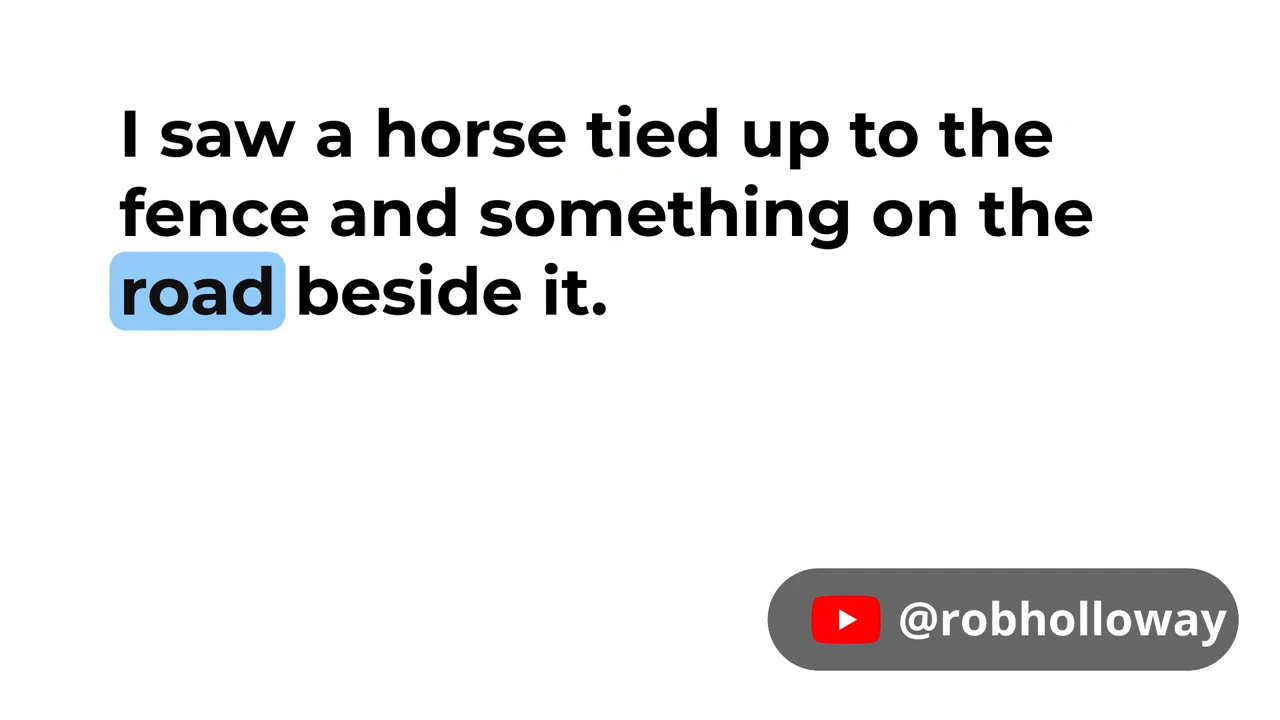 I saw a horse tied up to the
fence and something on the
road beside it.
@robholloway